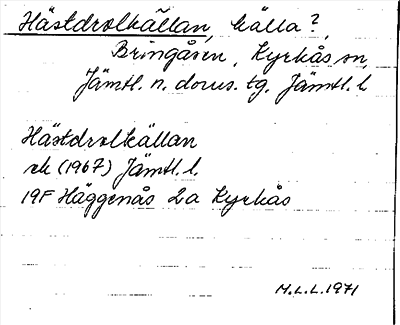 Hästdrolkällan, källa?,
Bringåsen, Kyrkås sn,
Jämtl. n. doms. tg, Jämtl. l.
Hästdrolkällan
ek (1967) Jämtl. l.
19F Häggenås 2a Kyrkås
M.L.L. 1971